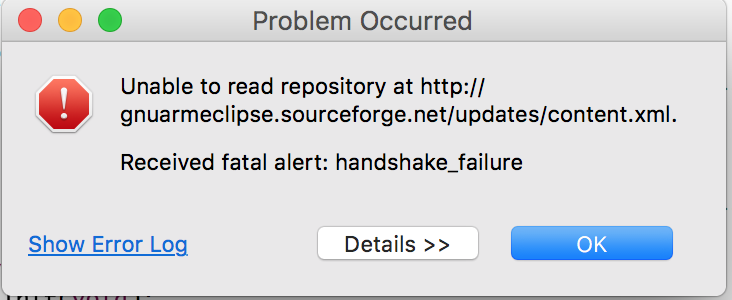 Problem Occurred
Unable to read repository at http://
gnuarmeclipse.sourceforge.net/updates/content.xml.
Received fatal alert: handshake_failure
Show Error Log
Details >>
OK